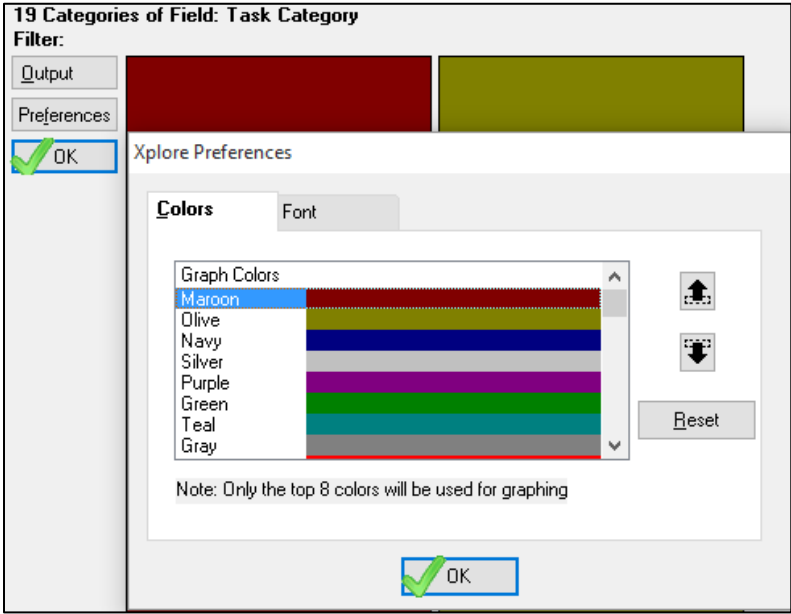 19 Categories of Field: Task Category
Filter:
Output
Preferences
OK
Xplore Preferences
Colors
Font
Graph Colors
Maroon
Olive
Navy
Silver
Purple
Green
Teal
Gray
Reset
Note: Only the top 8 colors will be used for graphing
OK